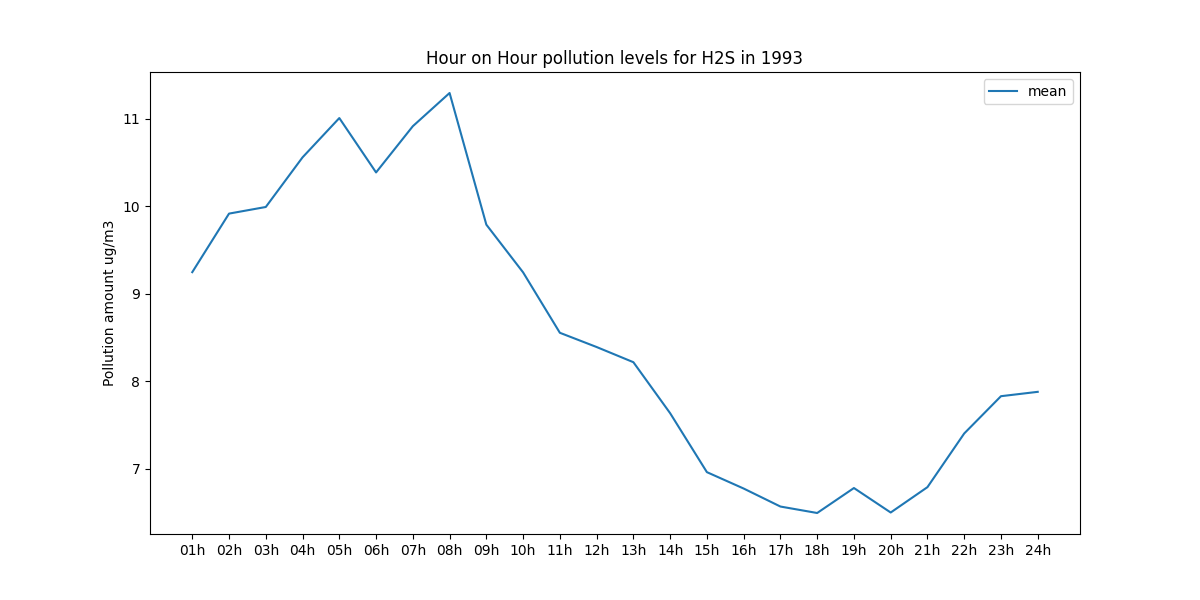 Hour on Hour pollution levels for H2S in 1993
mean
Pollution amount ug/m3
11
10
9
8
7
01h 02h 03h 04h 05h 06h 07h 08h 09h 10h 11h 12h 13h 14h 15h 16h 17h 18h 19h 20h 21h 22h 23h 24h